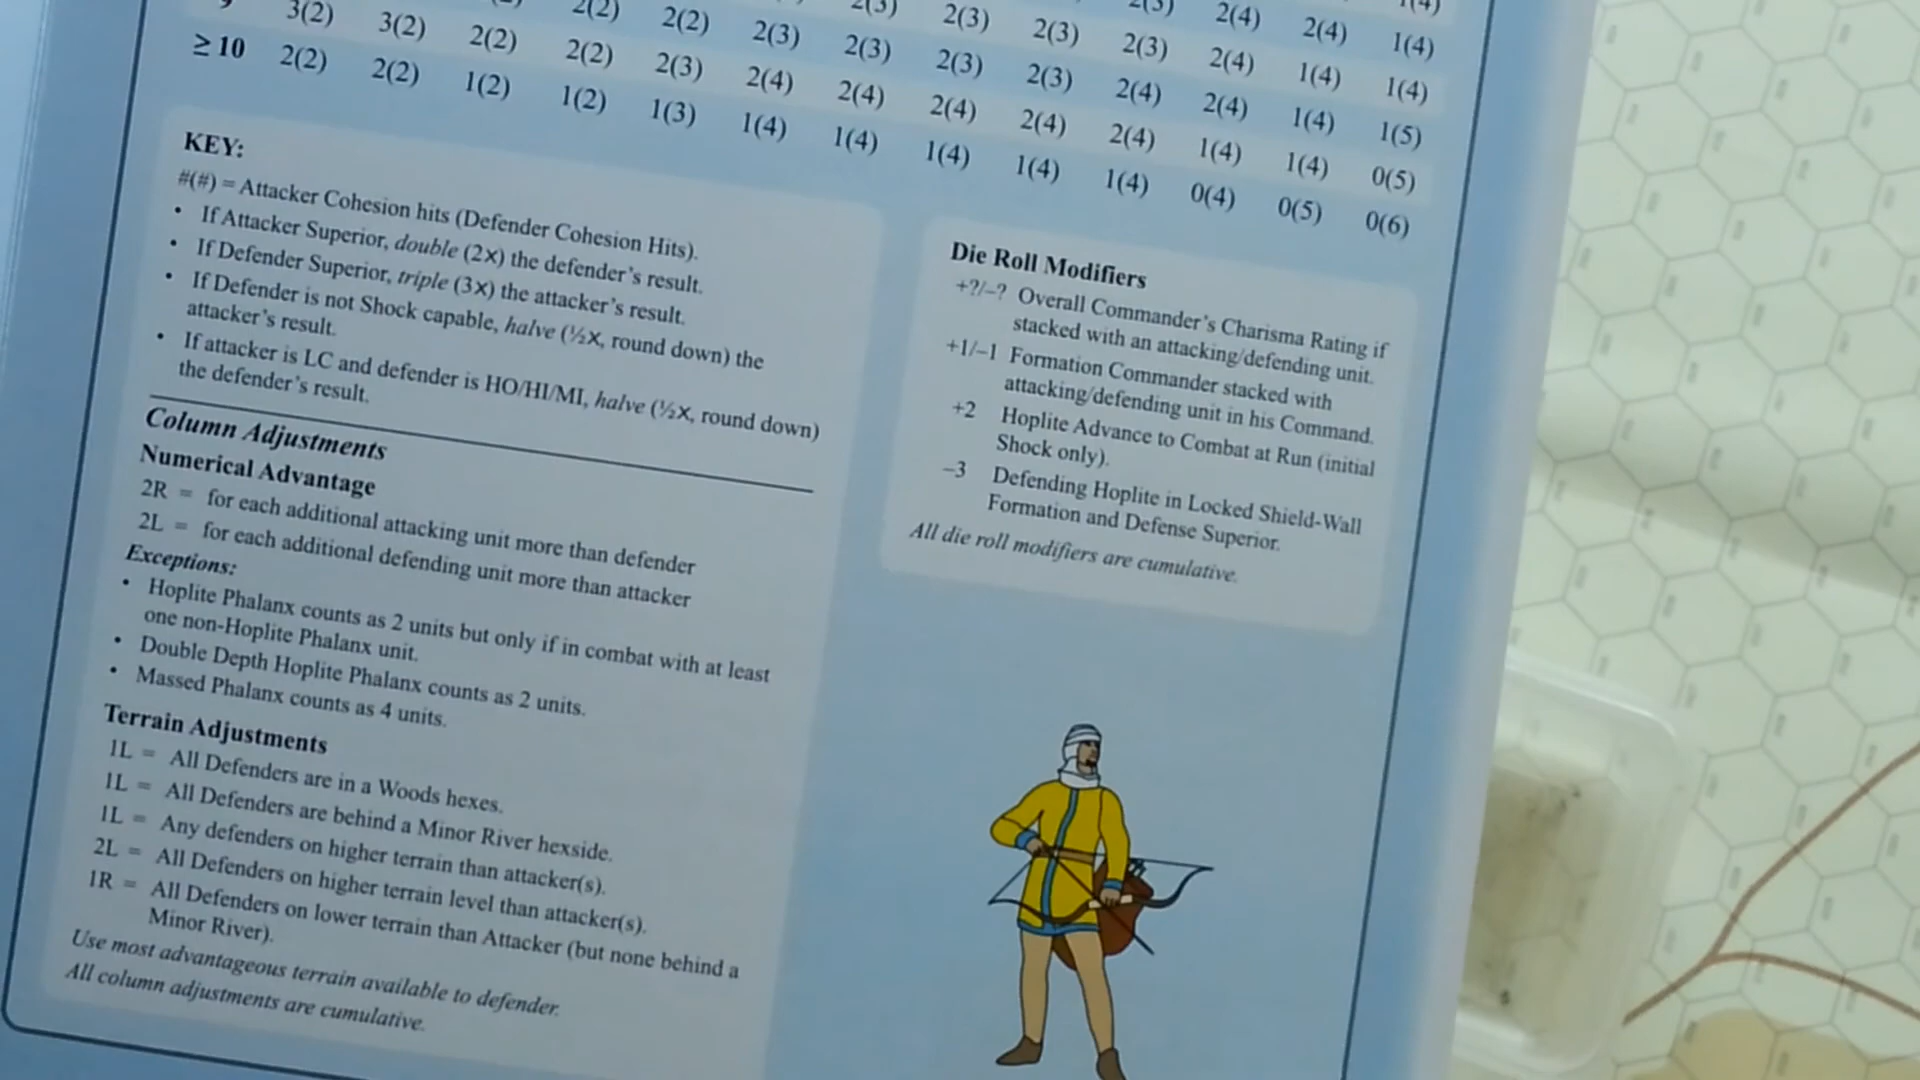 1(4)
2(3) 2(4) 2(4) 1(4)
2(3) 2(3) 2(3) 2(3) 2(4) 1(4) 1(4)
2(2) 2(2) 2(3) 2(3) 2(3) 2(3) 2(4) 2(4) 1(4) 1(5)
9 3(2) 3(2) 2(2) 2(2) 2(3) 2(4) 2(4) 2(4) 2(4) 2(4) 1(4) 1(4) 0(5)
≥ 10 2(2) 2(2) 1(2) 1(2) 1(3) 1(4) 1(4) 1(4) 1(4) 1(4) 0(4) 0(5) 0(6)
KEY:
#(#) = Attacker Cohesion hits (Defender Cohesion Hits).
• If Attacker Superior, double (2X) the defender's result.
• If Defender Superior, triple (3X) the attacker's result.
• If Defender is not Shock capable, halve (½X, round down) the
attacker's result.
• If attacker is LC and defender is HO/HI/MI, halve (½X, round down)
the defender's result.
Column Adjustments
Numerical Advantage
2R = for each additional attacking unit more than defender
2L = for each additional defending unit more than attacker
Exceptions:
• Hoplite Phalanx counts as 2 units but only if in combat with at least
one non-Hoplite Phalanx unit.
• Double Depth Hoplite Phalanx counts as 2 units.
• Massed Phalanx counts as 4 units.
Terrain Adjustments
1L = All Defenders are in a Woods hexes.
1L = All Defenders are behind a Minor River hexside.
1L = Any defenders on higher terrain than attacker(s).
2L = All Defenders on higher terrain level than attacker(s).
1R = All Defenders on lower terrain than Attacker (but none behind a
Minor River).
Use most advantageous terrain available to defender.
All column adjustments are cumulative.
Die Roll Modifiers
+?/–? Overall Commander's Charisma Rating if
stacked with an attacking/defending unit.
+1/–1 Formation Commander stacked with
attacking/defending unit in his Command.
+2 Hoplite Advance to Combat at Run (initial
Shock only).
–3 Defending Hoplite in Locked Shield-Wall
Formation and Defense Superior.
All die roll modifiers are cumulative.